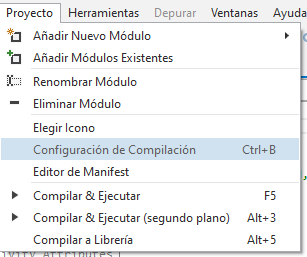 Proyecto Herramientas Depurar Ventanas Ayuda
Añadir Nuevo Módulo
Añadir Módulos Existentes
Renombrar Módulo
Eliminar Módulo
Elegir Icono
Configuración de Compilación Ctrl+B
Editor de Manifest
Compilar & Ejecutar F5
Compilar & Ejecutar (segundo plano) Alt+3
Compilar a Librería Alt+5